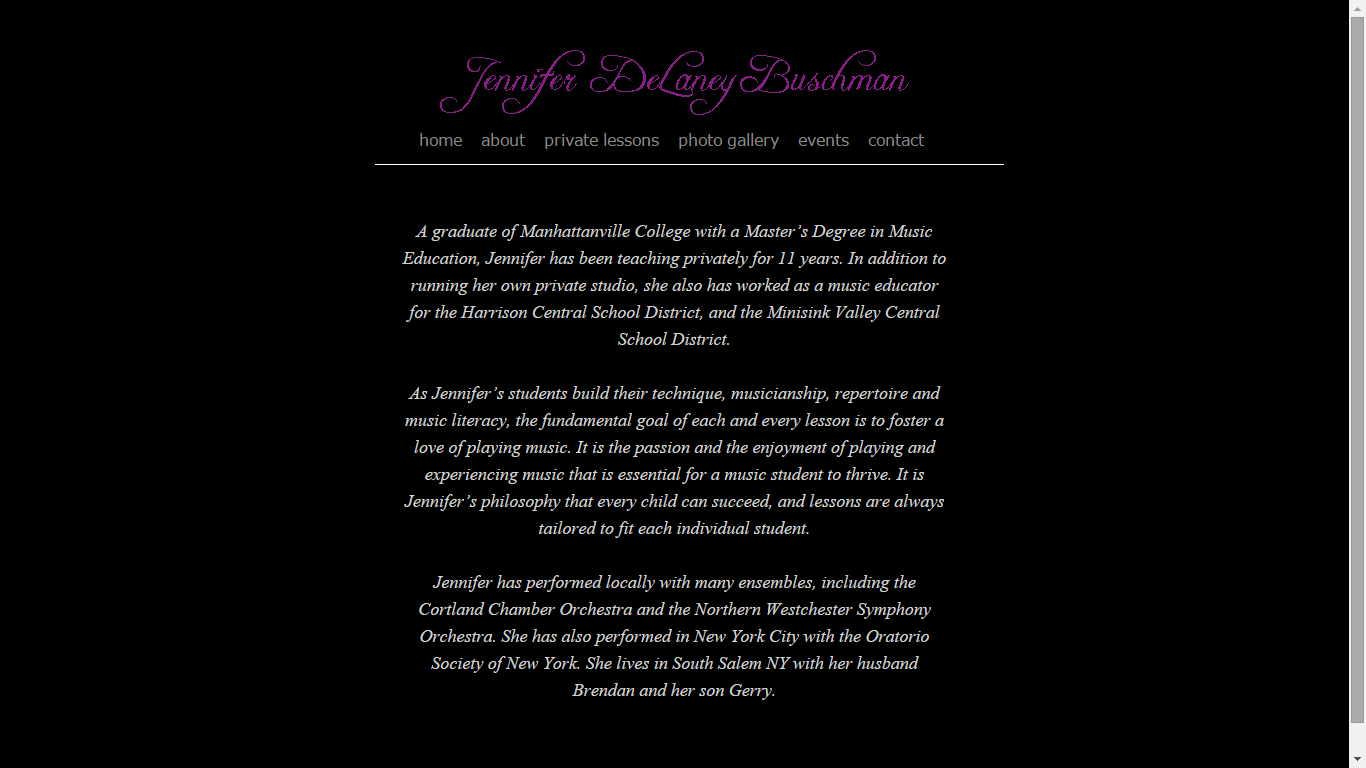 Jennifer DeLaney Buschman
home about private lessons photo gallery events contact
A graduate of Manhattanville College with a Master’s Degree in Music
Education, Jennifer has been teaching privately for 11 years. In addition to
running her own private studio, she also has worked as a music educator
for the Harrison Central School District, and the Minisink Valley Central
School District.
As Jennifer’s students build their technique, musicianship, repertoire and
music literacy, the fundamental goal of each and every lesson is to foster a
love of playing music. It is the passion and the enjoyment of playing and
experiencing music that is essential for a music student to thrive. It is
Jennifer’s philosophy that every child can succeed, and lessons are always
tailored to fit each individual student.
Jennifer has performed locally with many ensembles, including the
Cortland Chamber Orchestra and the Northern Westchester Symphony
Orchestra. She has also performed in New York City with the Oratorio
Society of New York. She lives in South Salem NY with her husband
Brendan and her son Gerry.